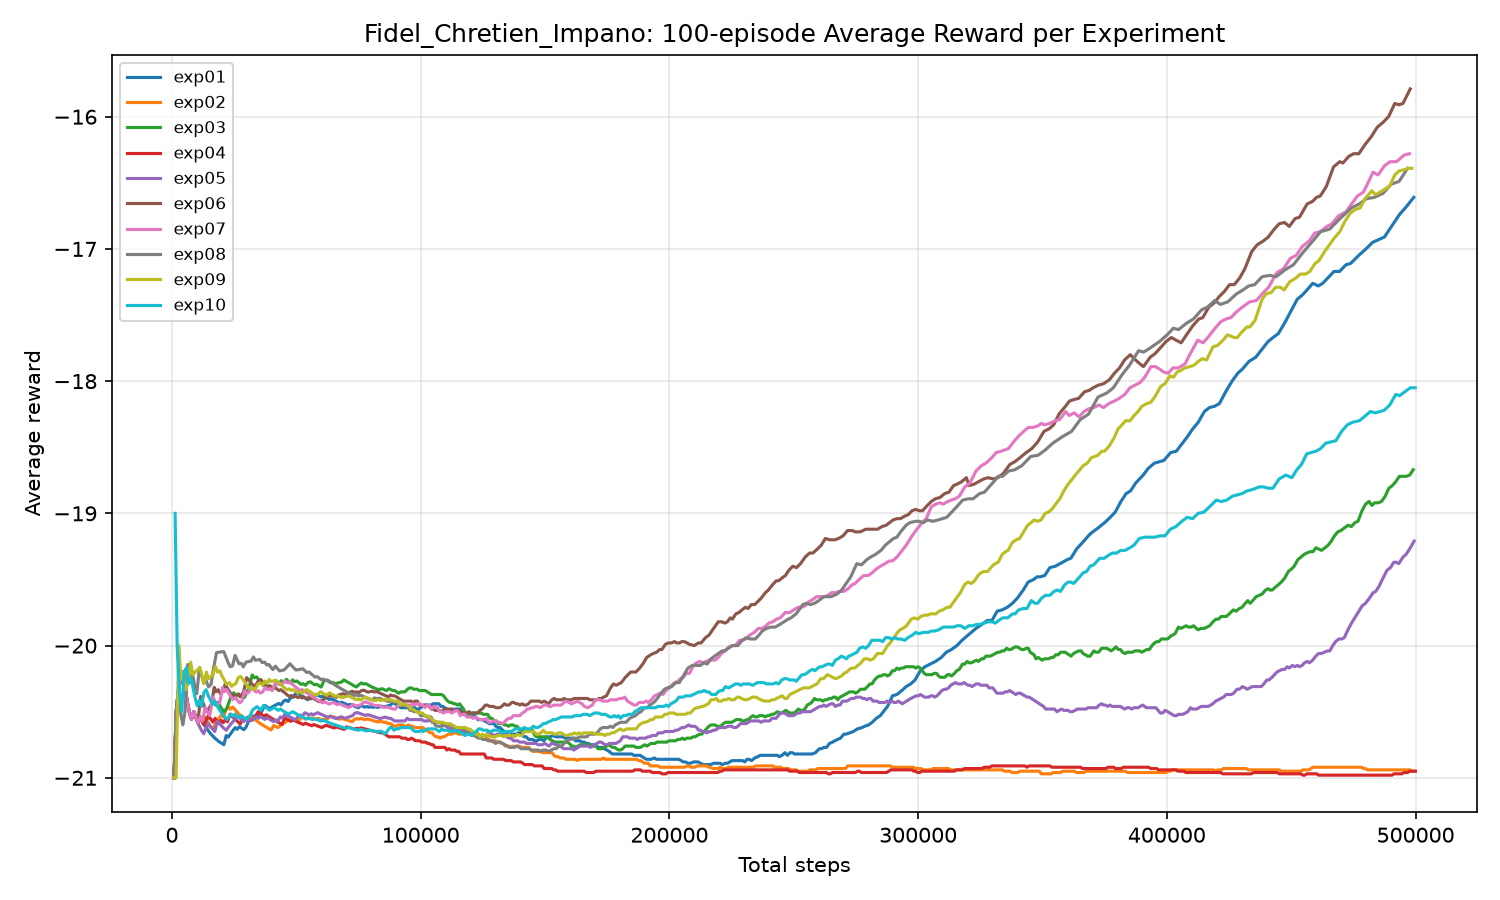 Fidel_Chretien_Impano: 100-episode Average Reward per Experiment
exp01
exp02
exp03
exp04
exp05
exp06
exp07
exp08
exp09
exp10
Average reward
−16
−17
−18
−19
−20
−21
0
100000
200000
300000
400000
500000
Total steps